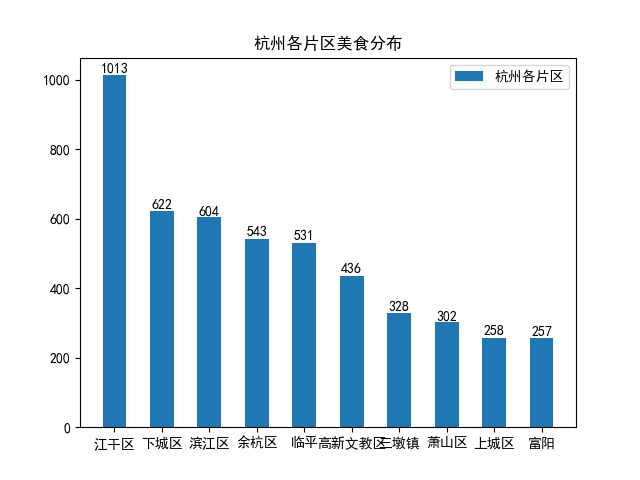 杭州各片区美食分布
杭州各片区
1000
800
600
400
200
0
1013
622
604
543
531
436
328
302
258
257
江干区
下城区
滨江区
余杭区
临平
高新文教区
三墩镇
萧山区
上城区
富阳